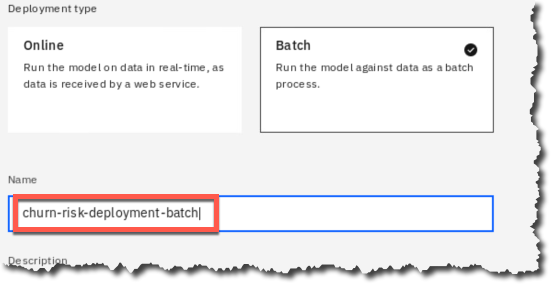 Deployment type
Online
Run the model on data in real-time, as
data is received by a web service.
Batch
Run the model against data as a batch
process.
Name
churn-risk-deployment-batch
Description